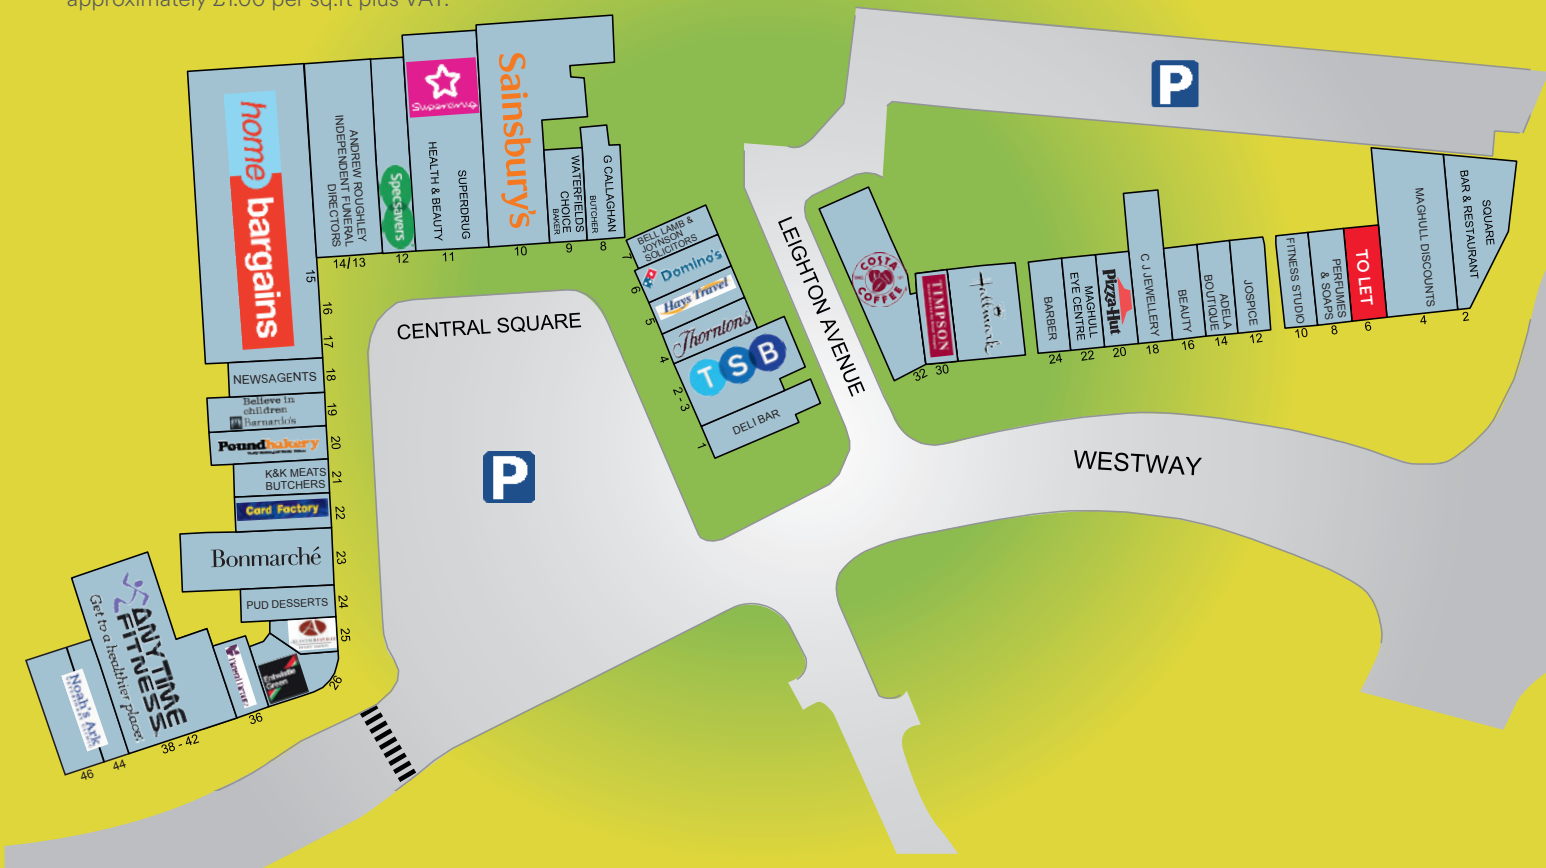 approximately £1.00 per sq.ft plus VAT.
home
bargains
15
16
17
ANDREW ROUGHLEY
INDEPENDENT FUNERAL
DIRECTORS
14/13
Specsavers
12
Superdrug
HEALTH & BEAUTY
SUPERDRUG
11
Sainsbury's
10
WATERFIELDS
CHOICE
BAKER
9
G CALLAGHAN
BUTCHER
8
BELL LAMB &
JOYNSON
SOLICITORS
7
Domino's
6
Hays Travel
5
Thorntons
4
TSB
2 - 3
DELI BAR
1
CENTRAL SQUARE
P
LEIGHTON AVENUE
P
WESTWAY
COSTA
COFFEE
32
TIMPSON
30
Hallmark
BARBER
24
MAGHULL
EYE CENTRE
22
Pizza-Hut
20
C J JEWELLERY
18
BEAUTY
16
ADELA
BOUTIQUE
14
JOSPICE
12
FITNESS STUDIO
10
PERFUMES
& SOAPS
8
TO LET
6
MAGHULL DISCOUNTS
4
SQUARE
BAR & RESTAURANT
2
NEWSAGENTS
18
Believe in
children
Barnardo's
19
Poundbakery
20
K&K MEATS
BUTCHERS
21
Card Factory
22
Bonmarché
23
PUD DESSERTS
24
25
Entwistle
Green
28
36
ANYTIME
FITNESS
Get to a healthier place.
38 - 42
44
Noah's Ark
46